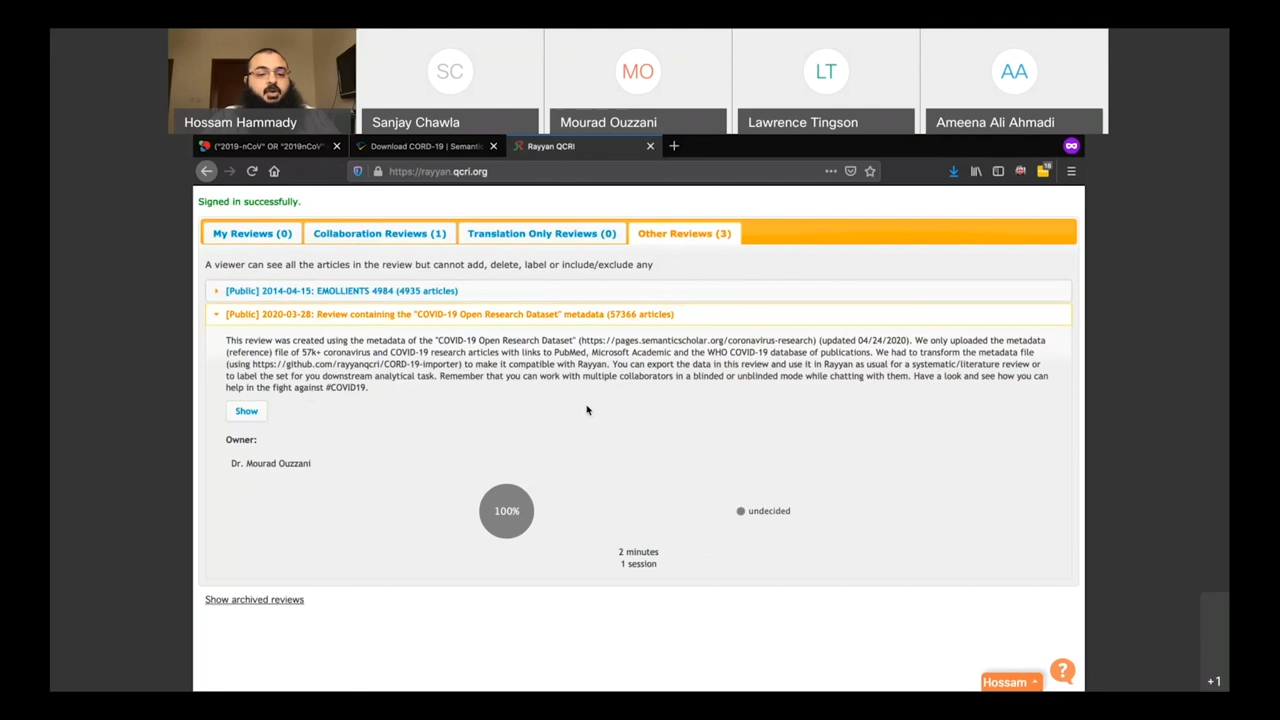 SC
MO
LT
AA
Hossam Hammady
Sanjay Chawla
Mourad Ouzzani
Lawrence Tingson
Ameena Ali Ahmadi
("2019-nCoV" OR "2019nCoV"
Download CORD-19 | Semantic
Rayyan QCRI
https://rayyan.qcri.org
18
Signed in successfully.
My Reviews (0)
Collaboration Reviews (1)
Translation Only Reviews (0)
Other Reviews (3)
A viewer can see all the articles in the review but cannot add, delete, label or include/exclude any
[Public] 2014-04-15: EMOLLIENTS 4984 (4935 articles)
[Public] 2020-03-28: Review containing the "COVID-19 Open Research Dataset" metadata (57366 articles)
This review was created using the metadata of the "COVID-19 Open Research Dataset" (https://pages.semanticscholar.org/coronavirus-research) (updated 04/24/2020). We only uploaded the metadata
(reference) file of 57k+ coronavirus and COVID-19 research articles with links to PubMed, Microsoft Academic and the WHO COVID-19 database of publications. We had to transform the metadata file
(using https://github.com/rayyanqcri/CORD-19-importer) to make it compatible with Rayyan. You can export the data in this review and use it in Rayyan as usual for a systematic/literature review or
to label the set for you downstream analytical task. Remember that you can work with multiple collaborators in a blinded or unblinded mode while chatting with them. Have a look and see how you can
help in the fight against #COVID19.
Show
Owner:
Dr. Mourad Ouzzani
100%
undecided
2 minutes
1 session
Show archived reviews
Hossam
?
+1